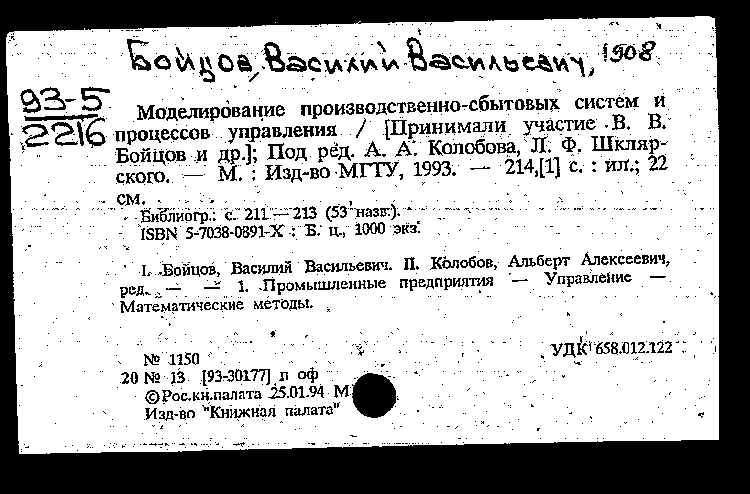 Бойцов, Василий Васильевич, 1908
93-5
2216
Моделирование производственно-сбытовых систем и
процессов управления / [Принимали участие В. В.
Бойцов и др.]; Под ред. А. А. Колобова, Л. Ф. Шкляр-
ского. — М. : Изд-во МГТУ, 1993. — 214,[1] с. : ил.; 22
см.
Библиогр.: с. 211—213 (53 назв.).
ISBN 5-7038-0891-X : Б. ц., 1000 экз.
I. Бойцов, Василий Васильевич. II. Колобов, Альберт Алексеевич,
ред. — — 1. Промышленные предприятия — Управление —
Математические методы.
УДК 658.012.122
№ 1150
20 № 13 [93-30177] п оф
©Рос.кн.палата 25.01.94 М
Изд-во "Книжная палата"